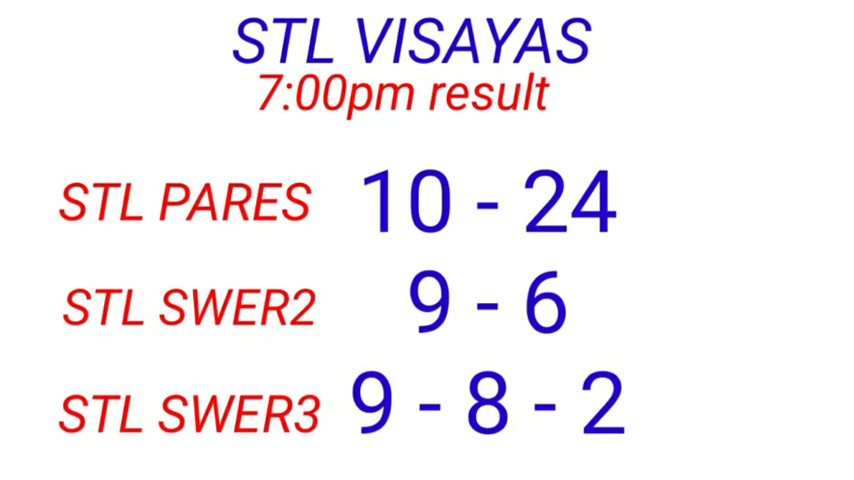 STL VISAYAS
7:00pm result
STL PARES 10 - 24
STL SWER2 9 - 6
STL SWER3 9 - 8 - 2